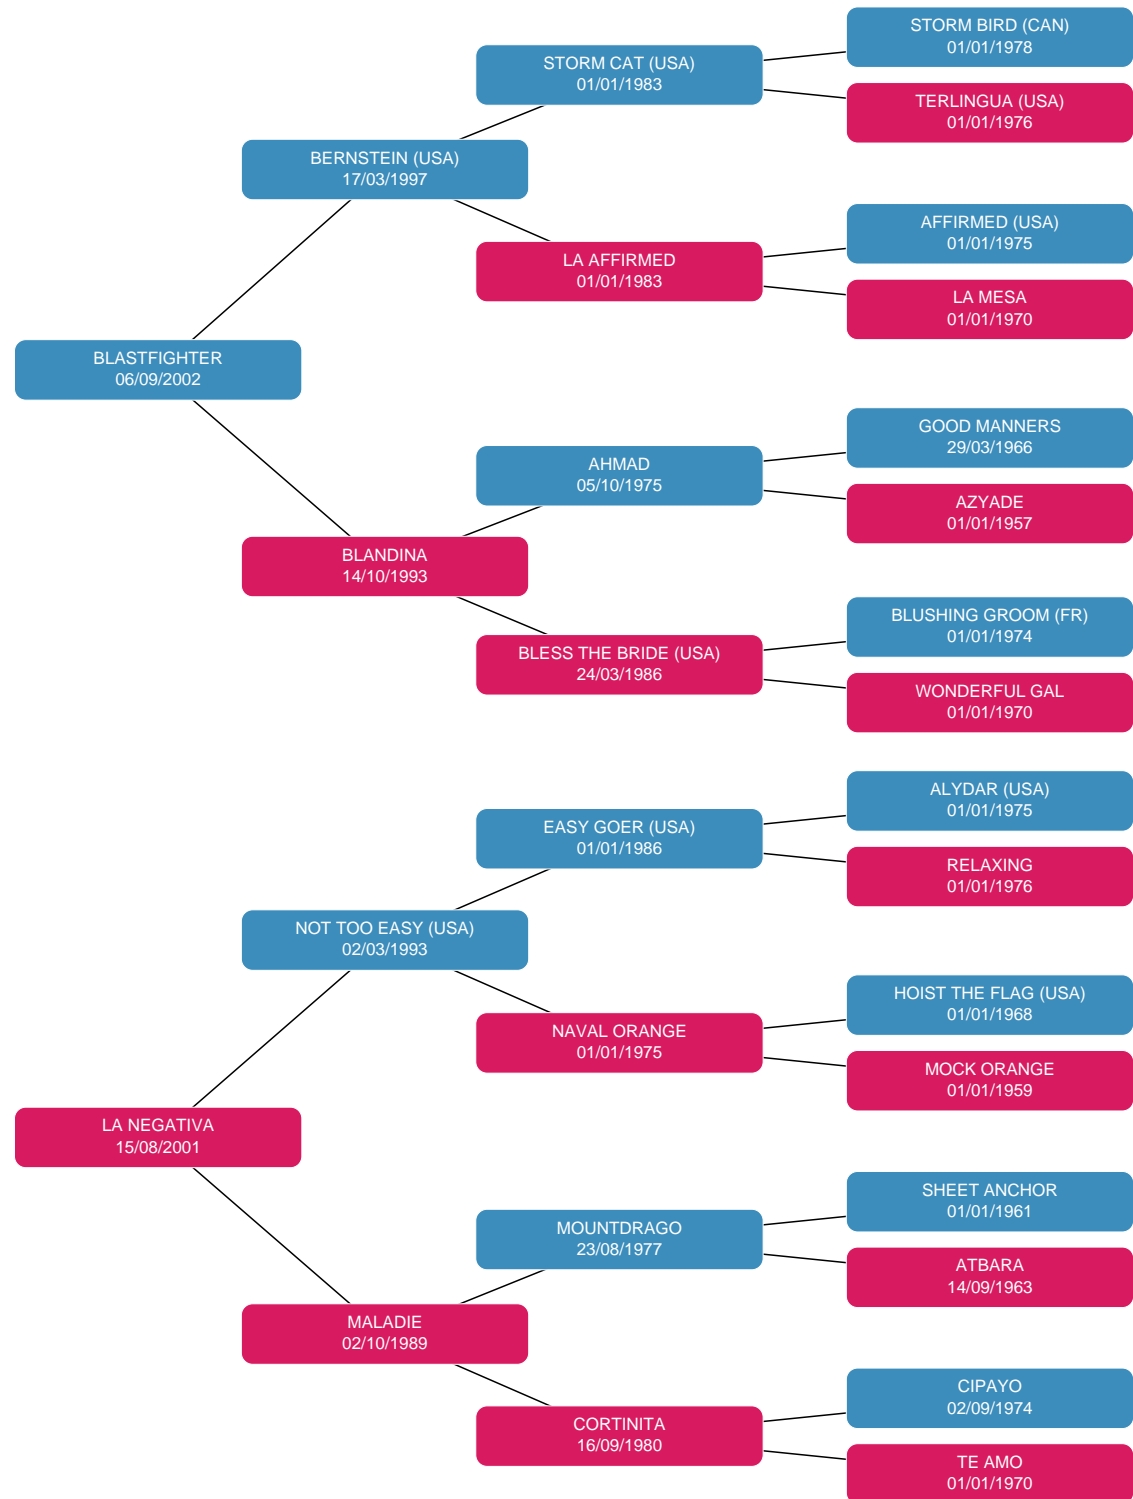 STORM BIRD (CAN)
01/01/1978
STORM CAT (USA)
01/01/1983
TERLINGUA (USA)
01/01/1976
BERNSTEIN (USA)
17/03/1997
AFFIRMED (USA)
01/01/1975
LA AFFIRMED
01/01/1983
LA MESA
01/01/1970
BLASTFIGHTER
06/09/2002
GOOD MANNERS
29/03/1966
AHMAD
05/10/1975
AZYADE
01/01/1957
BLANDINA
14/10/1993
BLUSHING GROOM (FR)
01/01/1974
BLESS THE BRIDE (USA)
24/03/1986
WONDERFUL GAL
01/01/1970
ALYDAR (USA)
01/01/1975
EASY GOER (USA)
01/01/1986
RELAXING
01/01/1976
NOT TOO EASY (USA)
02/03/1993
HOIST THE FLAG (USA)
01/01/1968
NAVAL ORANGE
01/01/1975
MOCK ORANGE
01/01/1959
LA NEGATIVA
15/08/2001
SHEET ANCHOR
01/01/1961
MOUNTDRAGO
23/08/1977
ATBARA
14/09/1963
MALADIE
02/10/1989
CIPAYO
02/09/1974
CORTINITA
16/09/1980
TE AMO
01/01/1970